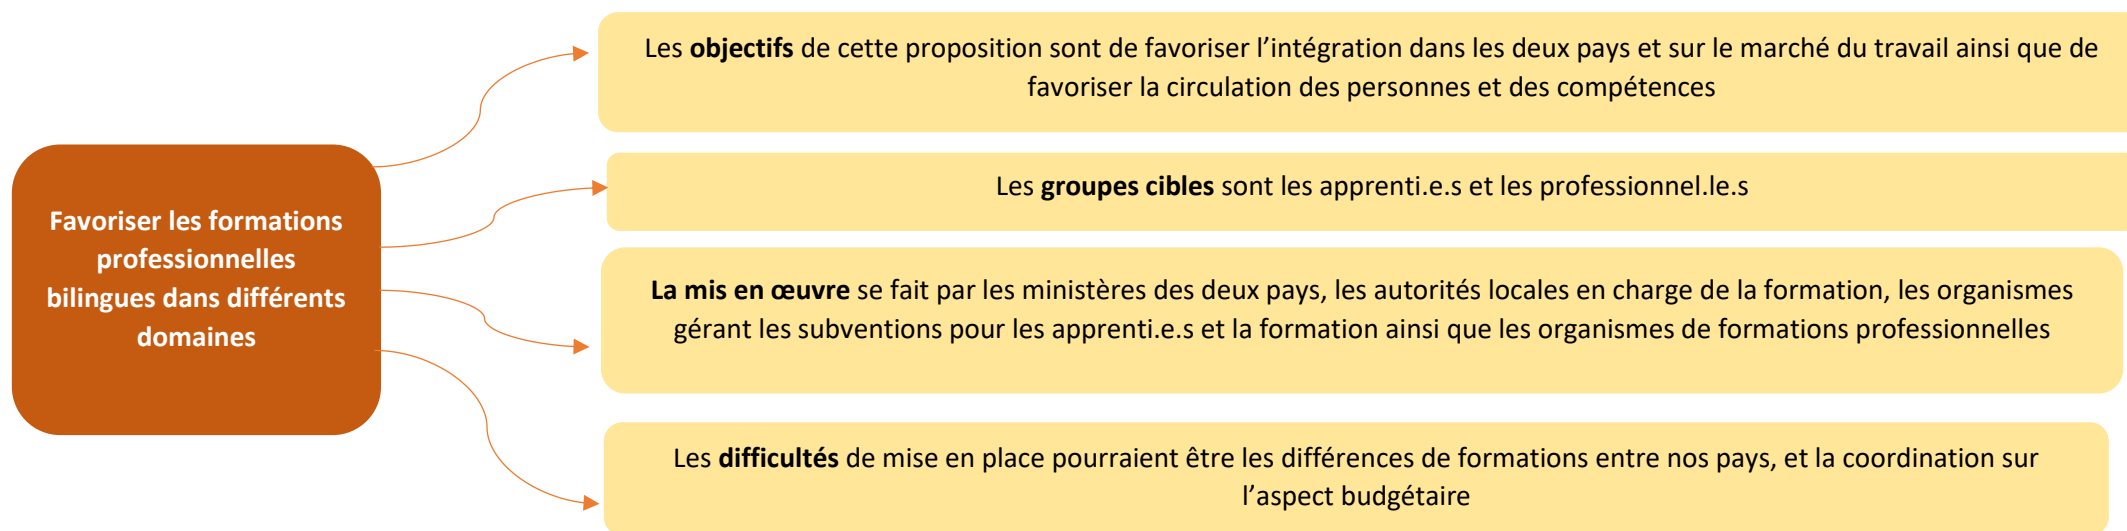 Les objectifs de cette proposition sont de favoriser l’intégration dans les deux pays et sur le marché du travail ainsi que de
favoriser la circulation des personnes et des compétences
Favoriser les formations
professionnelles
bilingues dans différents
domaines
Les groupes cibles sont les apprenti.e.s et les professionnel.le.s
La mis en œuvre se fait par les ministères des deux pays, les autorités locales en charge de la formation, les organismes
gérant les subventions pour les apprenti.e.s et la formation ainsi que les organismes de formations professionnelles
Les difficultés de mise en place pourraient être les différences de formations entre nos pays, et la coordination sur
l’aspect budgétaire